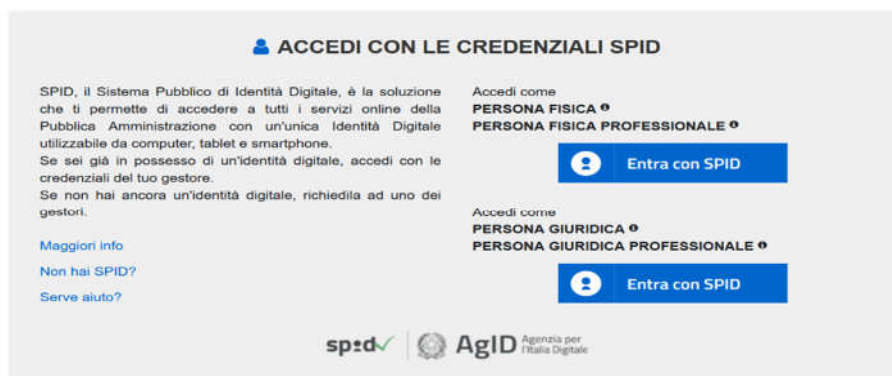 ACCEDI CON LE CREDENZIALI SPID
SPID, il Sistema Pubblico di Identità Digitale, è la soluzione
che ti permette di accedere a tutti i servizi online della
Pubblica Amministrazione con un'unica Identità Digitale
utilizzabile da computer, tablet e smartphone.
Se sei già in possesso di un'identità digitale, accedi con le
credenziali del tuo gestore.
Se non hai ancora un'identità digitale, richiedila ad uno dei
gestori.
Maggiori info
Non hai SPID?
Serve aiuto?
Accedi come
PERSONA FISICA
PERSONA FISICA PROFESSIONALE
Entra con SPID
Accedi come
PERSONA GIURIDICA
PERSONA GIURIDICA PROFESSIONALE
Entra con SPID
spid
AgID Agenzia per
l'Italia Digitale